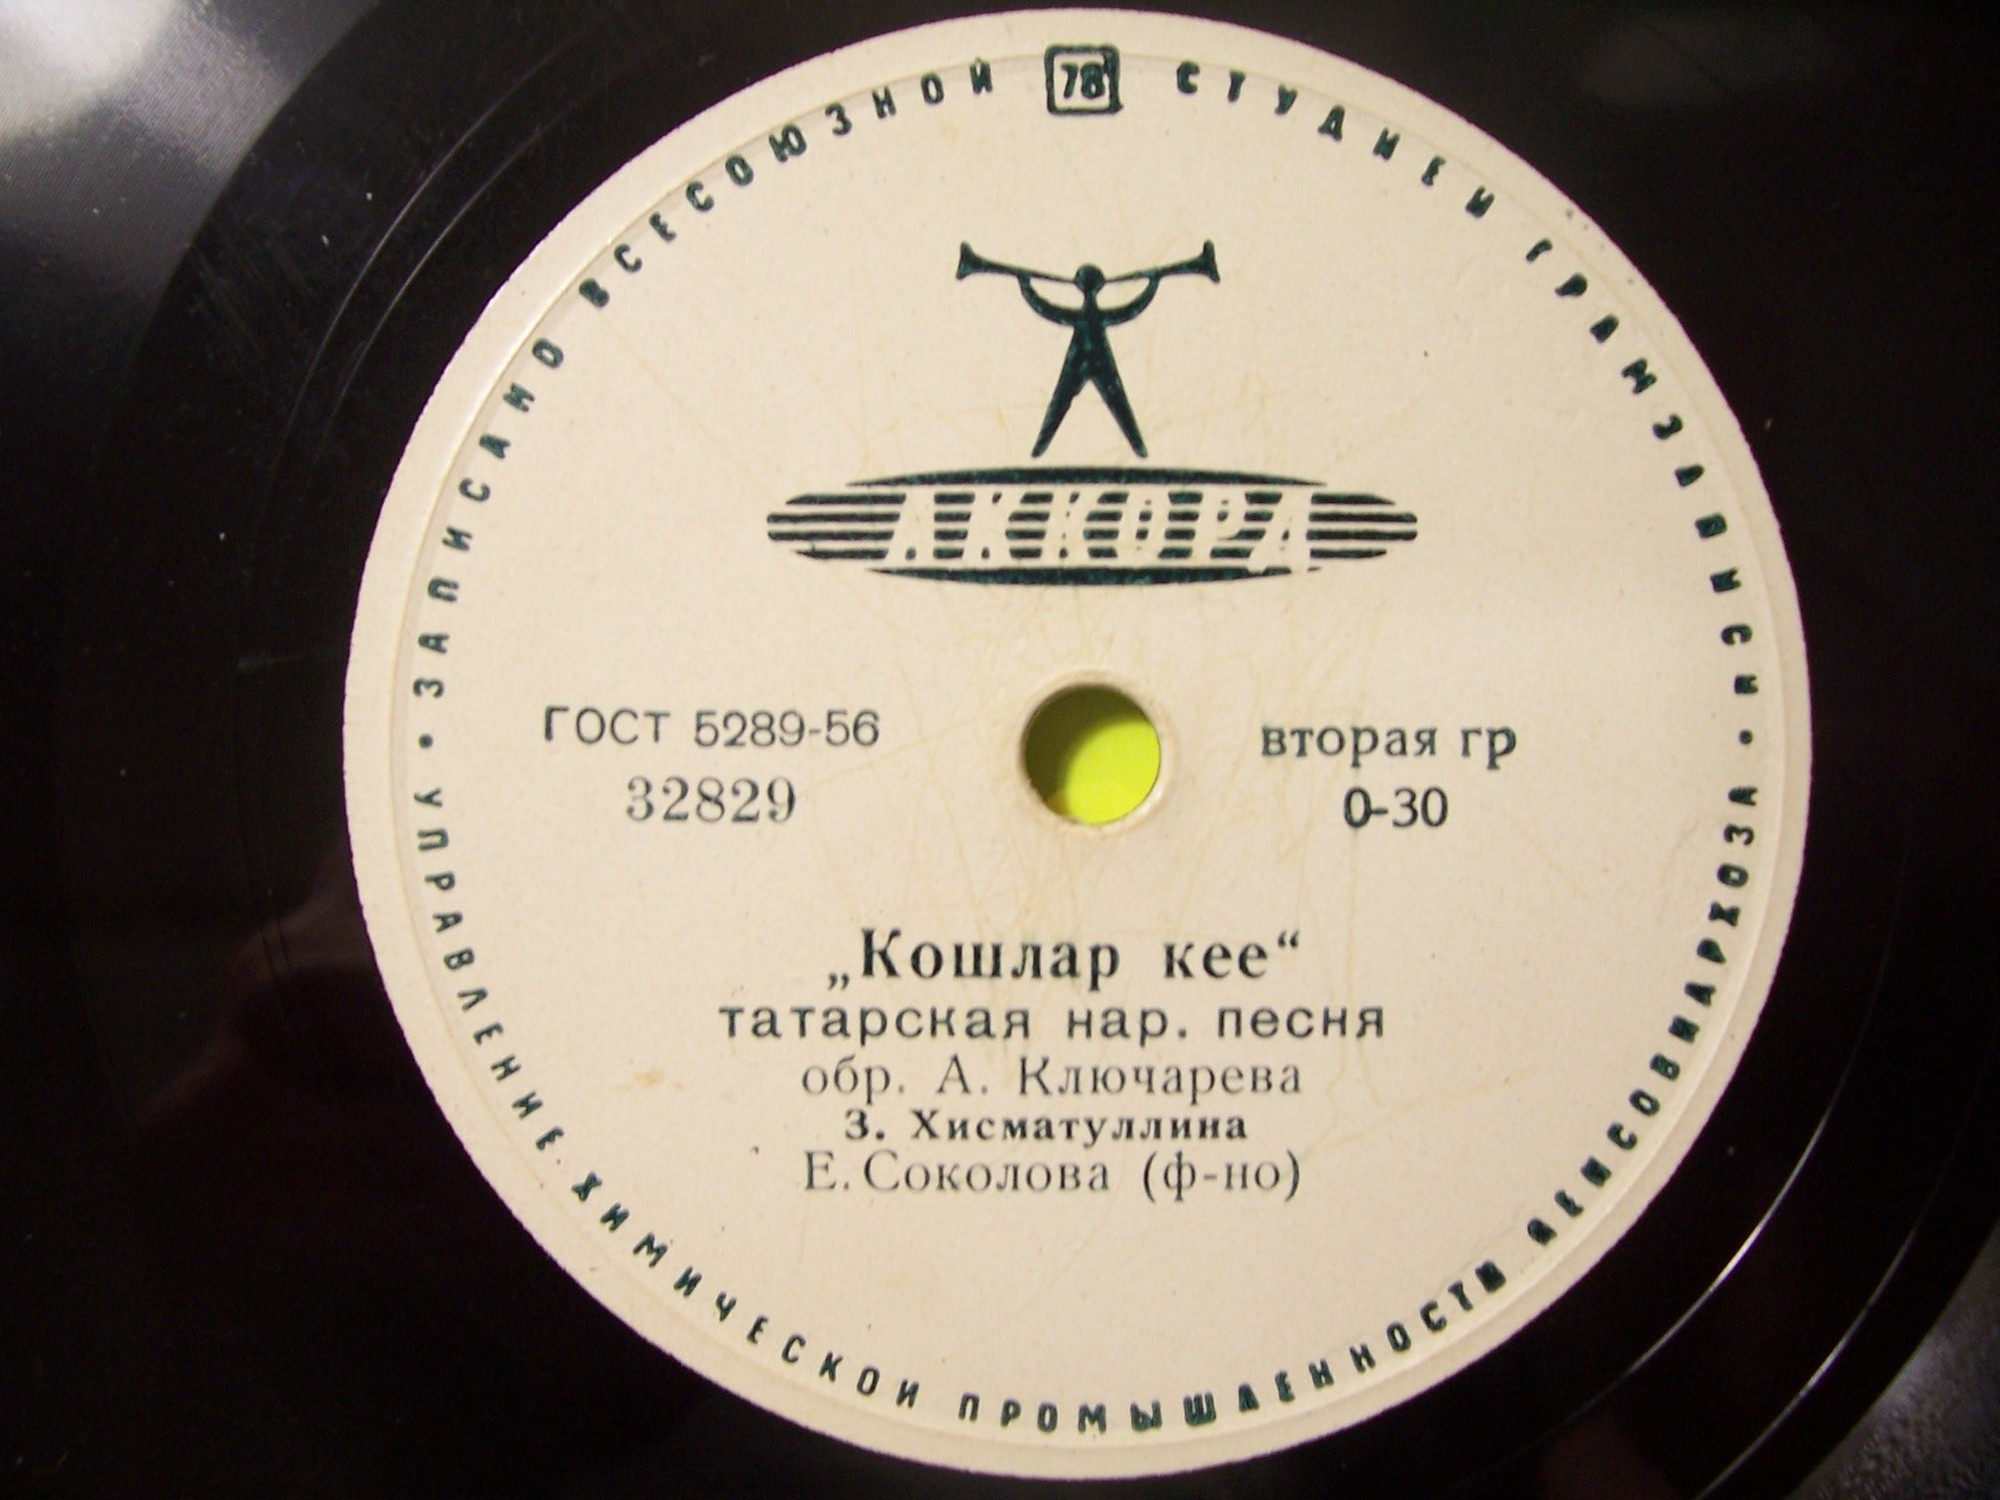 ЗАПИСАНО ВСЕСОЮЗНОЙ 78 СТУДИЕЙ ГРАМЗАПИСИ
АККОРД
ГОСТ 5289-56
32829
вторая гр
0-30
„Кошлар кее“
татарская нар. песня
обр. А. Ключарева
З. Хисматуллина
Е. Соколова (ф-но)
УПРАВЛЕНИЕ ХИМИЧЕСКОЙ ПРОМЫШЛЕННОСТИ ЛЕНСОВНАРХОЗА